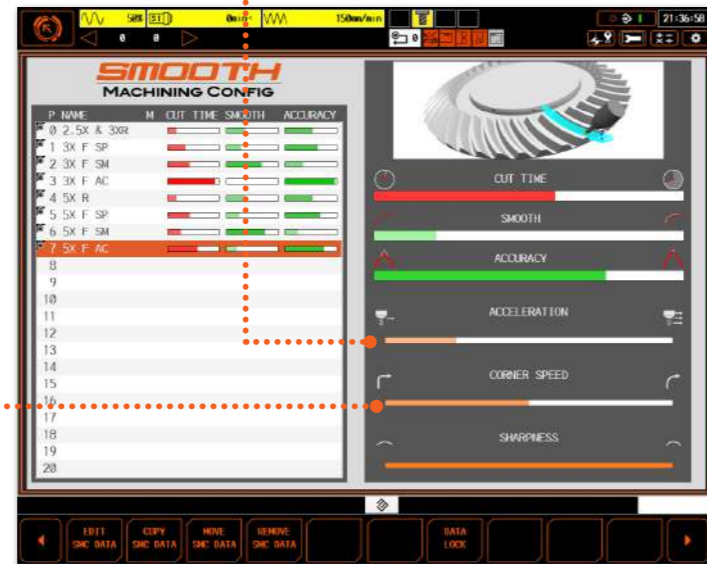 50% [ST] 0min⁻¹ 150mm/min 21:36:58
0 0 0
SMOOTH
MACHINING CONFIG
P NAME M CUT TIME SMOOTH ACCURACY
0 2.5X & 3XR
1 3X F SP
2 3X F SM
3 3X F AC
4 5X R
5 5X F SP
6 5X F SM
7 5X F AC
8
9
10
11
12
13
14
15
16
17
18
19
20
CUT TIME
SMOOTH
ACCURACY
ACCELERATION
CORNER SPEED
SHARPNESS
EDIT SMC DATA
COPY SMC DATA
MOVE SMC DATA
REMOVE SMC DATA
DATA LOCK